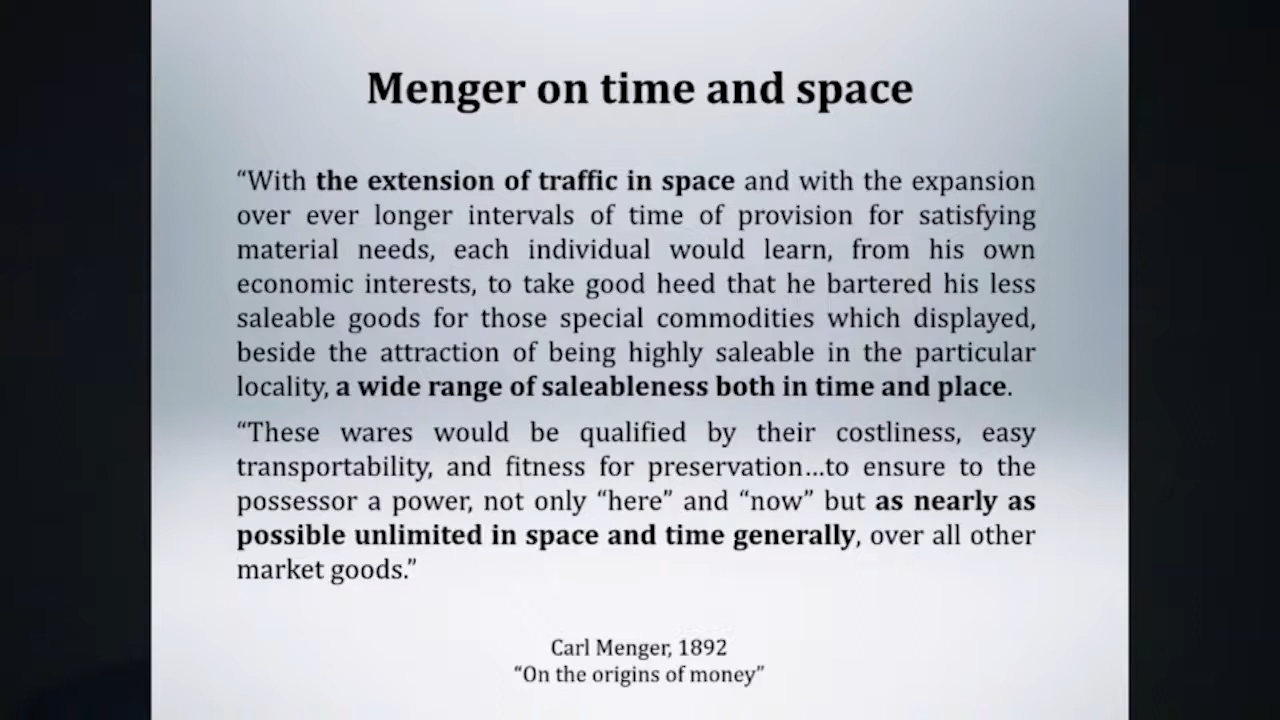 Menger on time and space
“With the extension of traffic in space and with the expansion
over ever longer intervals of time of provision for satisfying
material needs, each individual would learn, from his own
economic interests, to take good heed that he bartered his less
saleable goods for those special commodities which displayed,
beside the attraction of being highly saleable in the particular
locality, a wide range of saleableness both in time and place.
“These wares would be qualified by their costliness, easy
transportability, and fitness for preservation...to ensure to the
possessor a power, not only “here” and “now” but as nearly as
possible unlimited in space and time generally, over all other
market goods.”
Carl Menger, 1892
“On the origins of money”